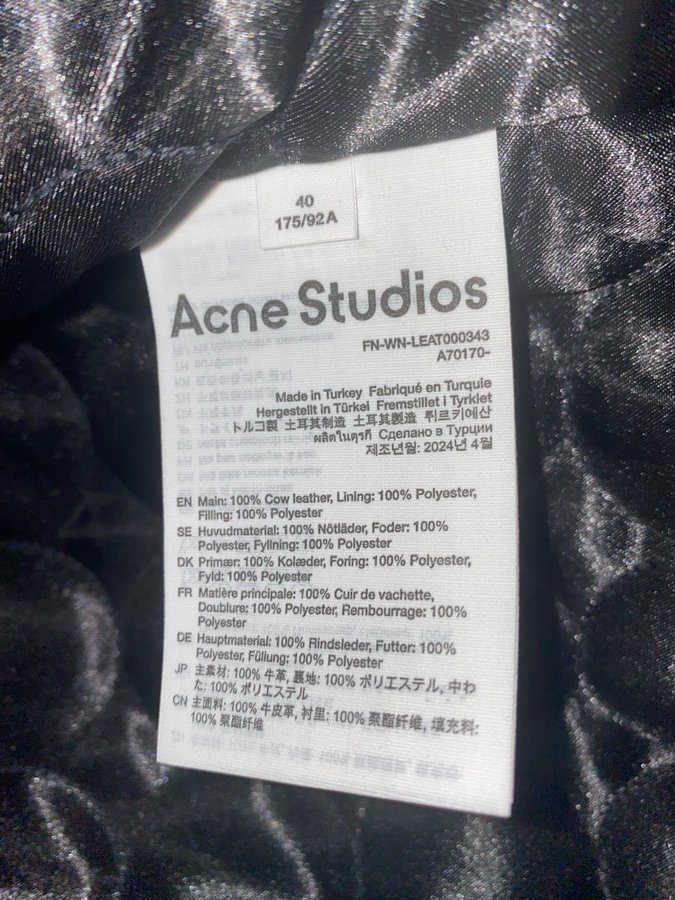 40
175/92A
Acne Studios
FN-WN-LEAT000343
A70170-
Made in Turkey Fabriqué en Turquie
Hergestellt in Türkei Fremstillet i Tyrkiet
トルコ製 土耳其制造 土耳其製造 튀르키예산
ผลิตในตุรกี Сделано в Турции
제조년월: 2024년 4월
EN Main: 100% Cow leather, Lining: 100% Polyester,
Filling: 100% Polyester
SE Huvudmaterial: 100% Nötläder, Foder: 100%
Polyester, Fyllning: 100% Polyester
DK Primær: 100% Kolæder, Foring: 100% Polyester,
Fyld: 100% Polyester
FR Matière principale: 100% Cuir de vachette,
Doublure: 100% Polyester, Rembourrage: 100%
Polyester
DE Hauptmaterial: 100% Rindsleder, Futter: 100%
Polyester, Füllung: 100% Polyester
JP 主素材: 100% 牛革, 裏地: 100% ポリエステル, 中わ
た: 100% ポリエステル
CN 主面料: 100% 牛皮革, 衬里: 100% 聚酯纤维, 填充料:
100% 聚酯纤维